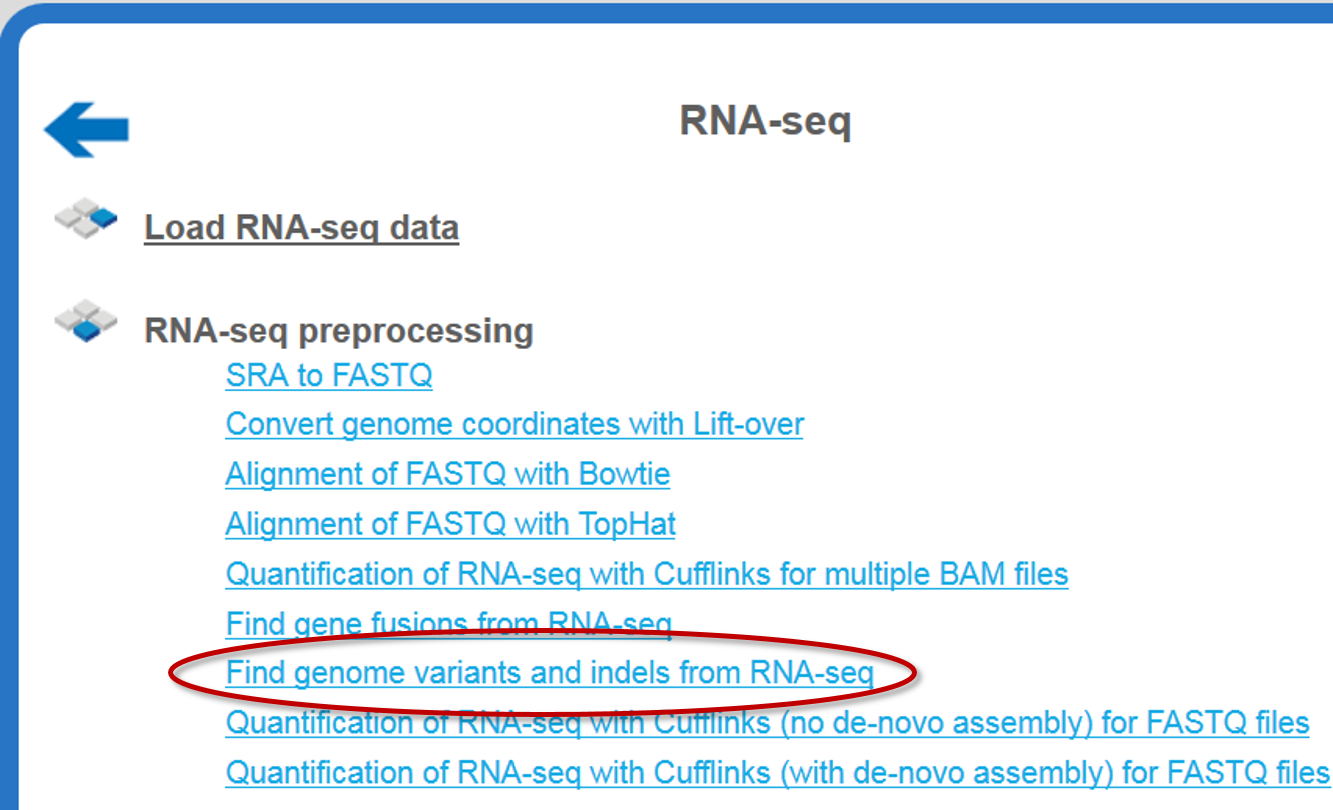 RNA-seq
Load RNA-seq data
RNA-seq preprocessing
SRA to FASTQ
Convert genome coordinates with Lift-over
Alignment of FASTQ with Bowtie
Alignment of FASTQ with TopHat
Quantification of RNA-seq with Cufflinks for multiple BAM files
Find gene fusions from RNA-seq
Find genome variants and indels from RNA-seq
Quantification of RNA-seq with Cufflinks (no de-novo assembly) for FASTQ files
Quantification of RNA-seq with Cufflinks (with de-novo assembly) for FASTQ files